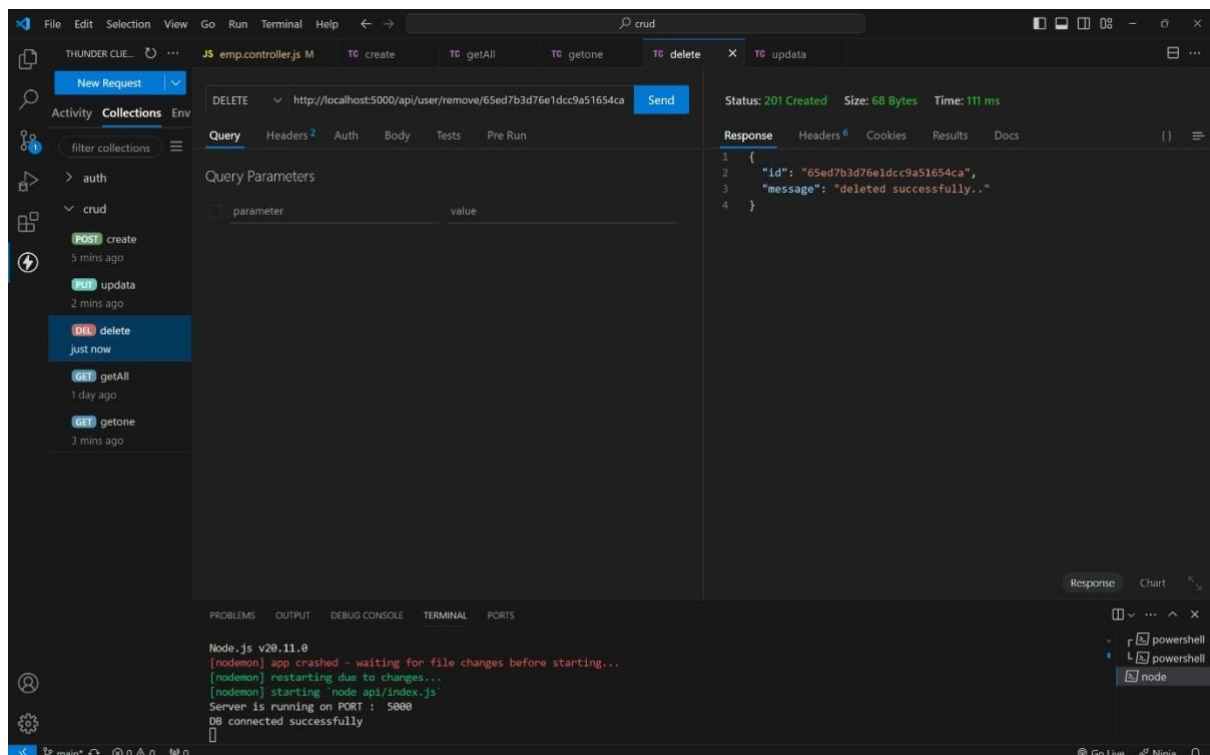 File Edit Selection View Go Run Terminal Help
crud
THUNDER CLIE...
JS emp.controller.js M
TC create
TC getAll
TC getone
TC delete
TC updata
New Request
Activity Collections Env
filter collections
auth
crud
POST create
5 mins ago
PUT updata
2 mins ago
DEL delete
just now
GET getAll
1 day ago
GET getone
3 mins ago
DELETE http://localhost:5000/api/user/remove/65ed7b3d76e1dcc9a51654ca Send
Query Headers 2 Auth Body Tests Pre Run
Query Parameters
parameter value
Status: 201 Created Size: 68 Bytes Time: 111 ms
Response Headers 6 Cookies Results Docs
1 {
2 "id": "65ed7b3d76e1dcc9a51654ca",
3 "message": "deleted successfully.."
4 }
Response Chart
PROBLEMS OUTPUT DEBUG CONSOLE TERMINAL PORTS
Node.js v20.11.0
[nodemon] app crashed - waiting for file changes before starting...
[nodemon] restarting due to changes...
[nodemon] starting `node api/index.js`
Server is running on PORT : 5000
DB connected successfully
powershell
powershell
node
main* 0 0 0
Go Live Ninja